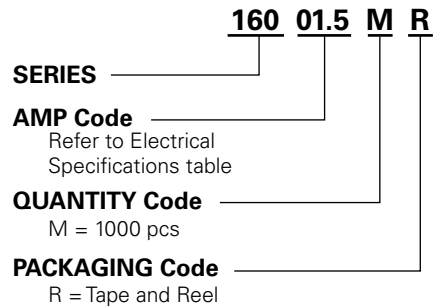 160 01.5 M R
SERIES
AMP Code
Refer to Electrical
Specifications table
QUANTITY Code
M = 1000 pcs
PACKAGING Code
R = Tape and Reel